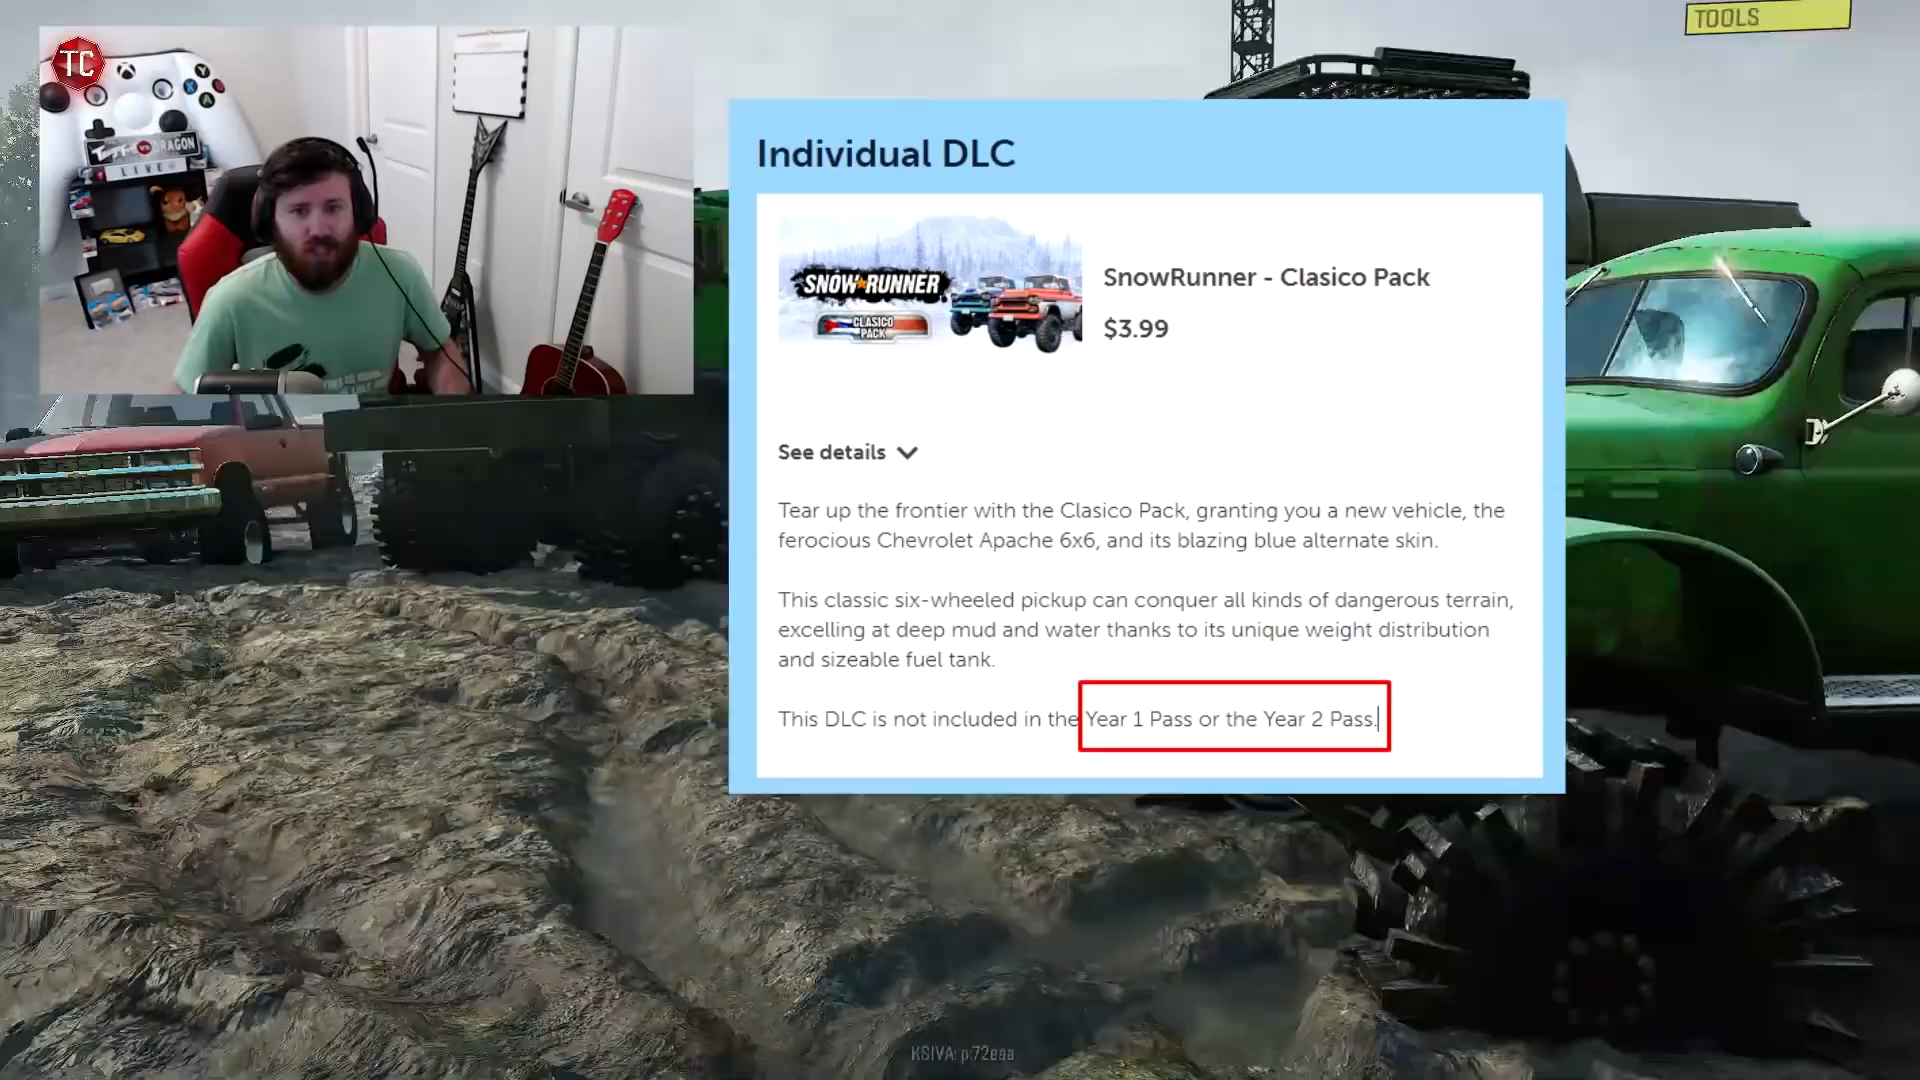 TOOLS
TC
DRAGON
LIVE
Individual DLC
SNOWRUNNER
CLASICO
PACK
SnowRunner - Clasico Pack
$3.99
See details
Tear up the frontier with the Clasico Pack, granting you a new vehicle, the
ferocious Chevrolet Apache 6x6, and its blazing blue alternate skin.
This classic six-wheeled pickup can conquer all kinds of dangerous terrain,
excelling at deep mud and water thanks to its unique weight distribution
and sizeable fuel tank.
This DLC is not included in the Year 1 Pass or the Year 2 Pass.